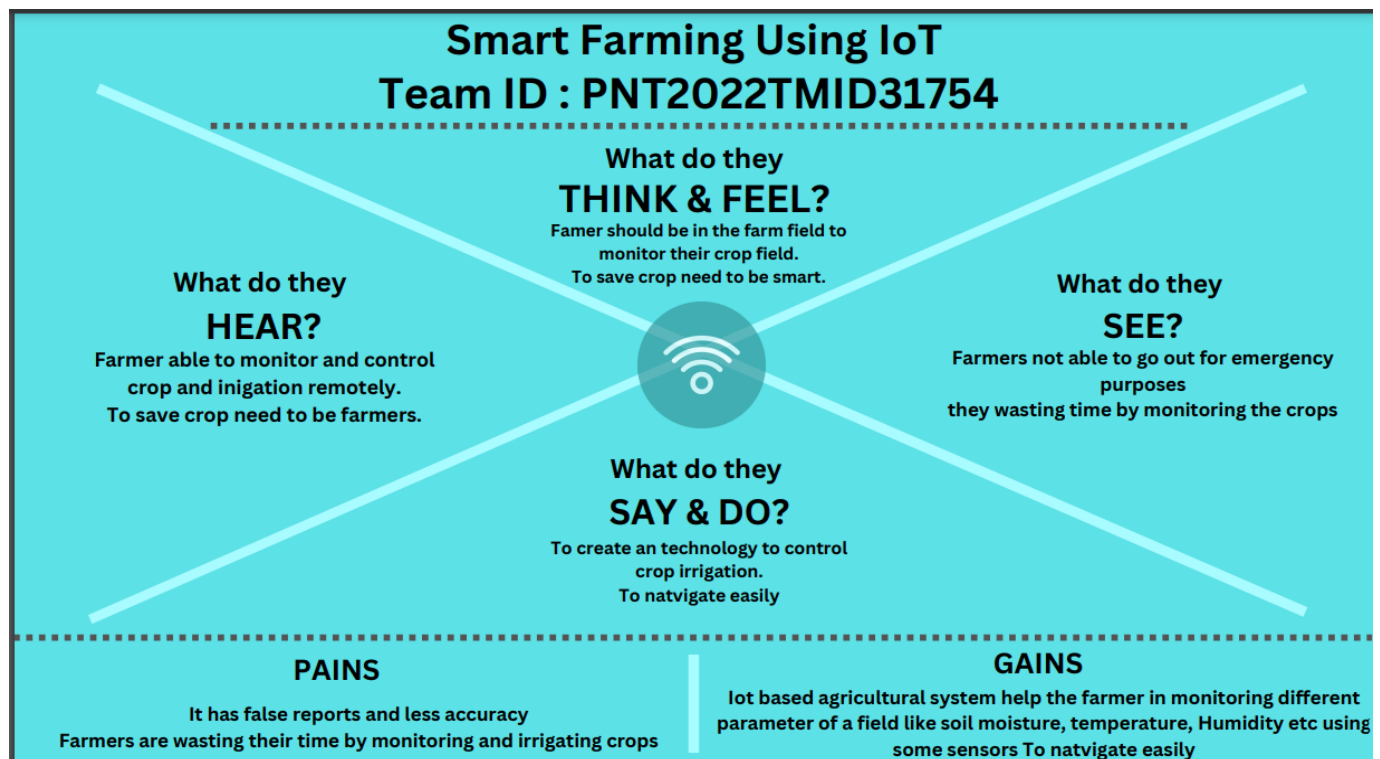 Smart Farming Using IoT
Team ID : PNT2022TMID31754
What do they
THINK & FEEL?
Famer should be in the farm field to
monitor their crop field.
To save crop need to be smart.
What do they
HEAR?
Farmer able to monitor and control
crop and inigation remotely.
To save crop need to be farmers.
What do they
SEE?
Farmers not able to go out for emergency
purposes
they wasting time by monitoring the crops
What do they
SAY & DO?
To create an technology to control
crop irrigation.
To natvigate easily
PAINS
It has false reports and less accuracy
Farmers are wasting their time by monitoring and irrigating crops
GAINS
Iot based agricultural system help the farmer in monitoring different
parameter of a field like soil moisture, temperature, Humidity etc using
some sensors To natvigate easily